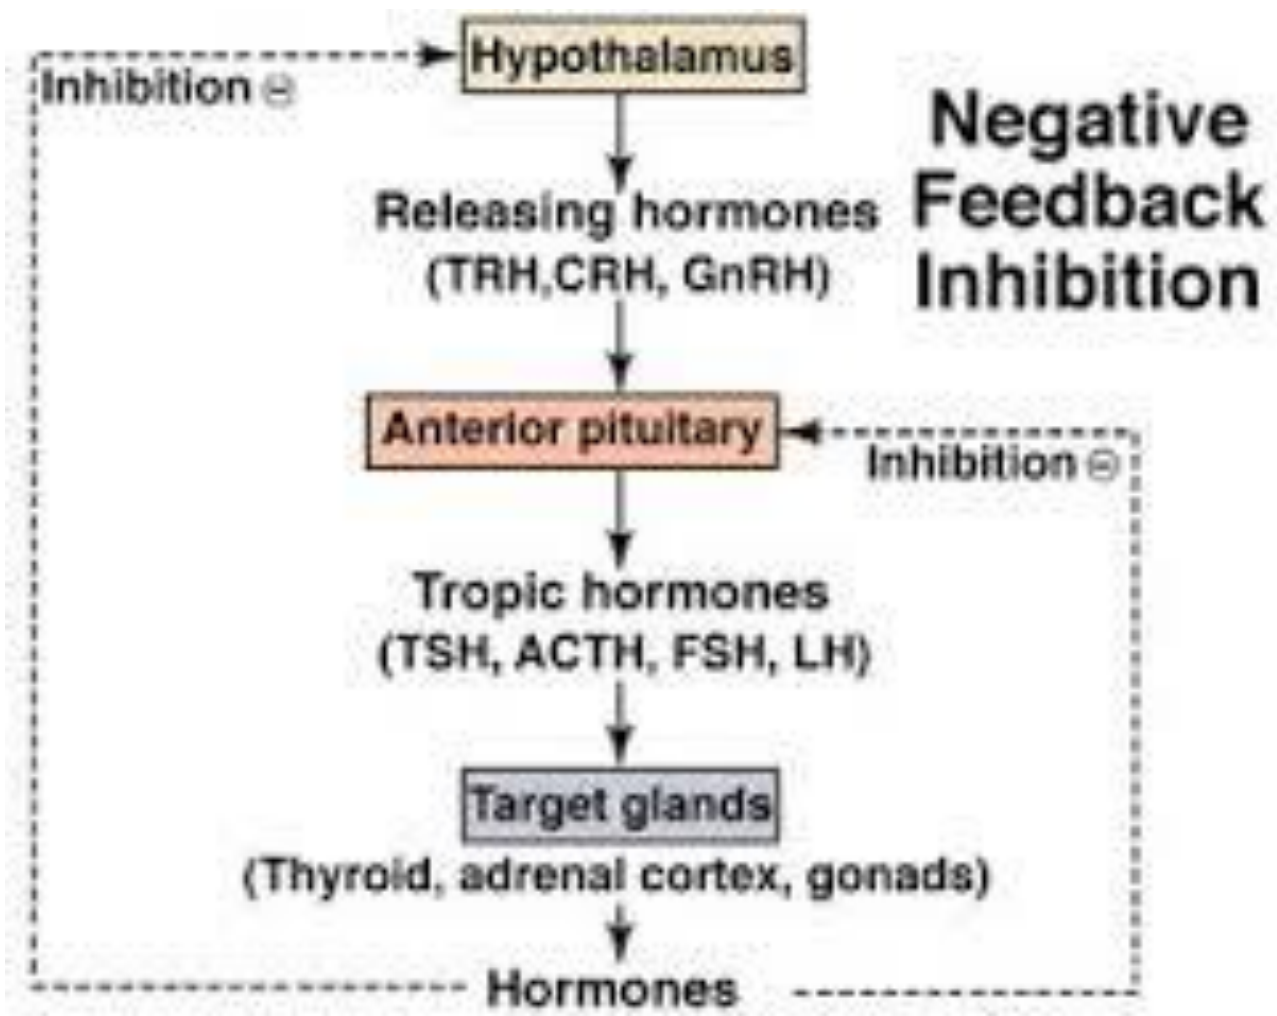 Hypothalamus
Inhibition ⊖
Negative
Feedback
Inhibition
Releasing hormones
(TRH,CRH, GnRH)
Anterior pituitary
Inhibition ⊖
Tropic hormones
(TSH, ACTH, FSH, LH)
Target glands
(Thyroid, adrenal cortex, gonads)
Hormones